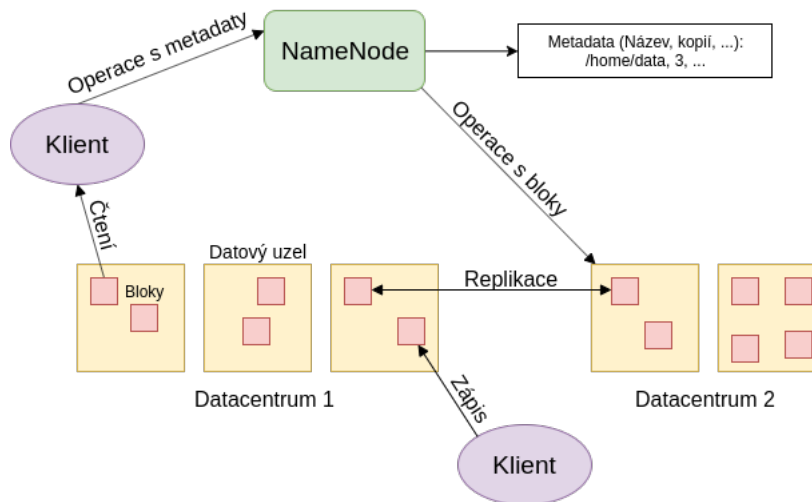 Operace s metadaty
NameNode
Metadata (Název, kopií, ...):
/home/data, 3, ...
Klient
Operace s bloky
Čtení
Datový uzel
Bloky
Replikace
Datacentrum 1
Zápis
Datacentrum 2
Klient